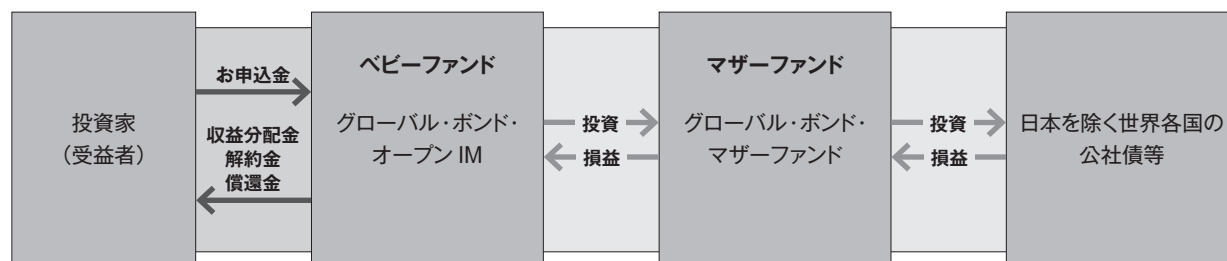 投資家
（受益者）
お申込金
収益分配金
解約金
償還金
ベビーファンド
グローバル・ボンド・
オープン IM
投資
損益
マザーファンド
グローバル・ボンド・
マザーファンド
投資
損益
日本を除く世界各国の
公社債等